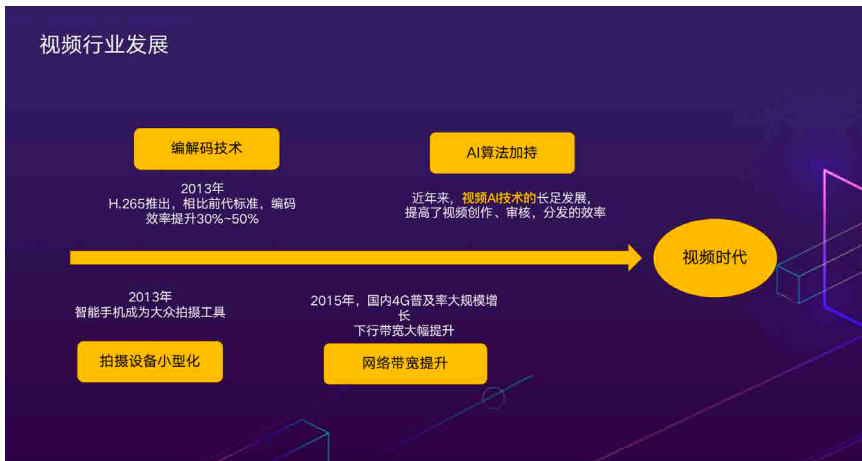 视频行业发展
编解码技术
2013年
H.265推出，相比前代标准，编码
效率提升30%~50%
AI算法加持
近年来，视频AI技术的长足发展，
提高了视频创作、审核，分发的效率
视频时代
2013年
智能手机成为大众拍摄工具
拍摄设备小型化
2015年，国内4G普及率大规模增
长
下行带宽大幅提升
网络带宽提升